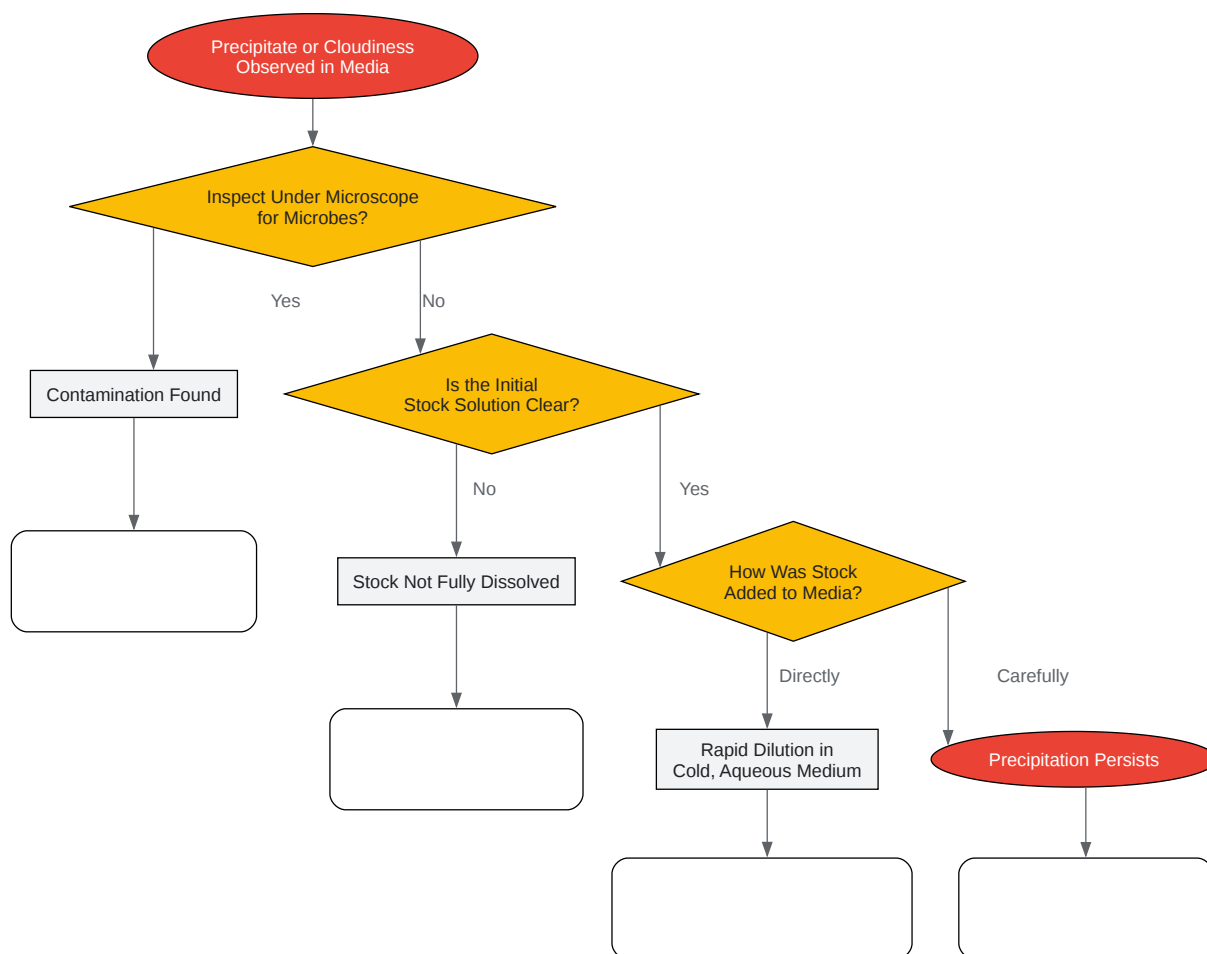 Precipitate or Cloudiness
Observed in Media
Inspect Under Microscope
for Microbes?
Yes
No
Contamination Found
Is the Initial
Stock Solution Clear?
No
Yes
Stock Not Fully Dissolved
How Was Stock
Added to Media?
Directly
Carefully
Rapid Dilution in
Cold, Aqueous Medium
Precipitation Persists